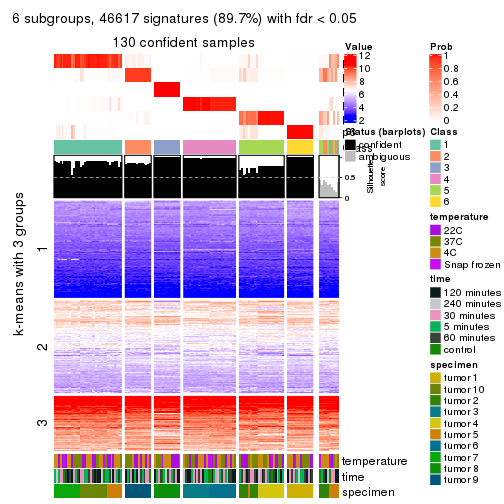 6 subgroups, 46617 signatures (89.7%) with fdr < 0.05
130 confident samples
k-means with 3 groups
1
2
3
1
0.5
0
Silhouette
score
temperature
time
specimen
Value
12
10
8
6
4
2
Status (barplots)
confident
ambiguous
Prob
1
0.8
0.6
0.4
0.2
0
Class
1
2
3
4
5
6
temperature
22C
37C
4C
Snap frozen
time
120 minutes
240 minutes
30 minutes
5 minutes
60 minutes
control
specimen
tumor 1
tumor 10
tumor 2
tumor 3
tumor 4
tumor 5
tumor 6
tumor 7
tumor 8
tumor 9